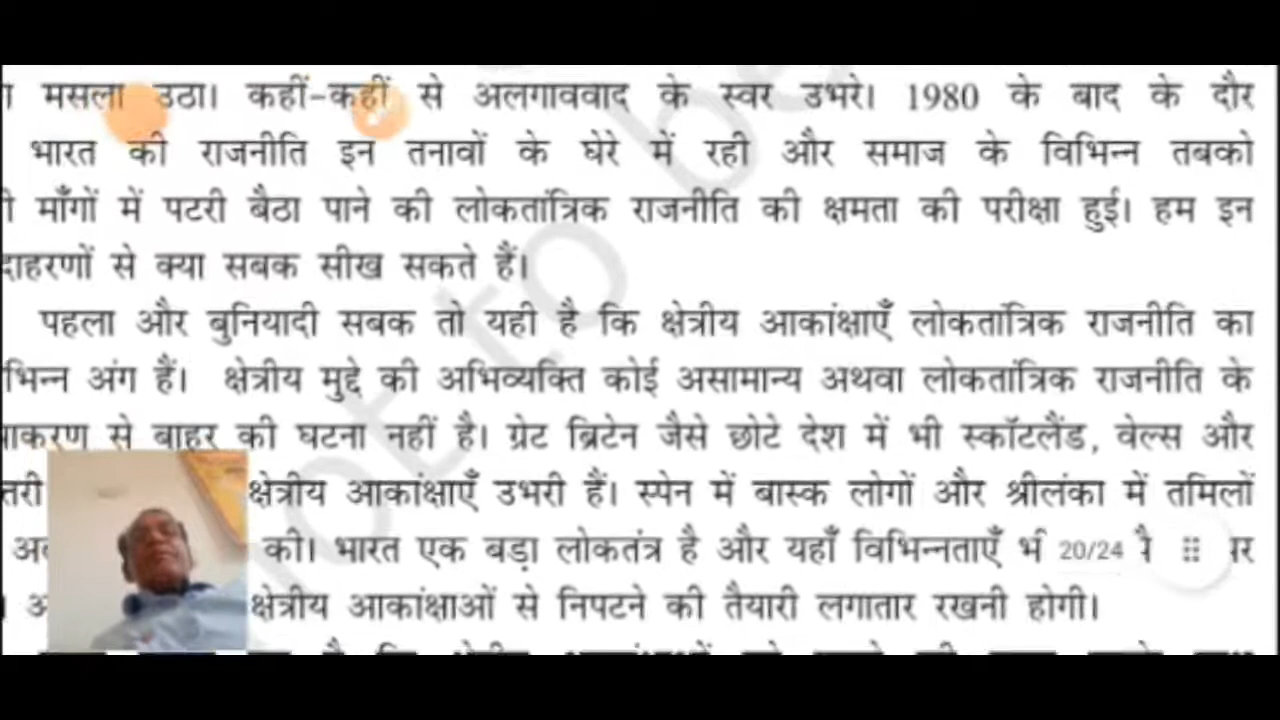 मसला उठा। कहीं-कहीं से अलगाववाद के स्वर उभरे। 1980 के बाद के दौर
भारत की राजनीति इन तनावों के घेरे में रही और समाज के विभिन्न तबको
माँगों में पटरी बैठा पाने की लोकतांत्रिक राजनीति की क्षमता की परीक्षा हुई। हम इन
दाहरणों से क्या सबक सीख सकते हैं।
पहला और बुनियादी सबक तो यही है कि क्षेत्रीय आकांक्षाएँ लोकतांत्रिक राजनीति का
भिन्न अंग हैं। क्षेत्रीय मुद्दे की अभिव्यक्ति कोई असामान्य अथवा लोकतांत्रिक राजनीति के
याकरण से बाहर की घटना नहीं है। ग्रेट ब्रिटेन जैसे छोटे देश में भी स्कॉटलैंड, वेल्स और
तरी क्षेत्रीय आकांक्षाएँ उभरी हैं। स्पेन में बास्क लोगों और श्रीलंका में तमिलों
की। भारत एक बड़ा लोकतंत्र है और यहाँ विभिन्नताएँ 20/24
क्षेत्रीय आकांक्षाओं से निपटने की तैयारी लगातार रखनी होगी।